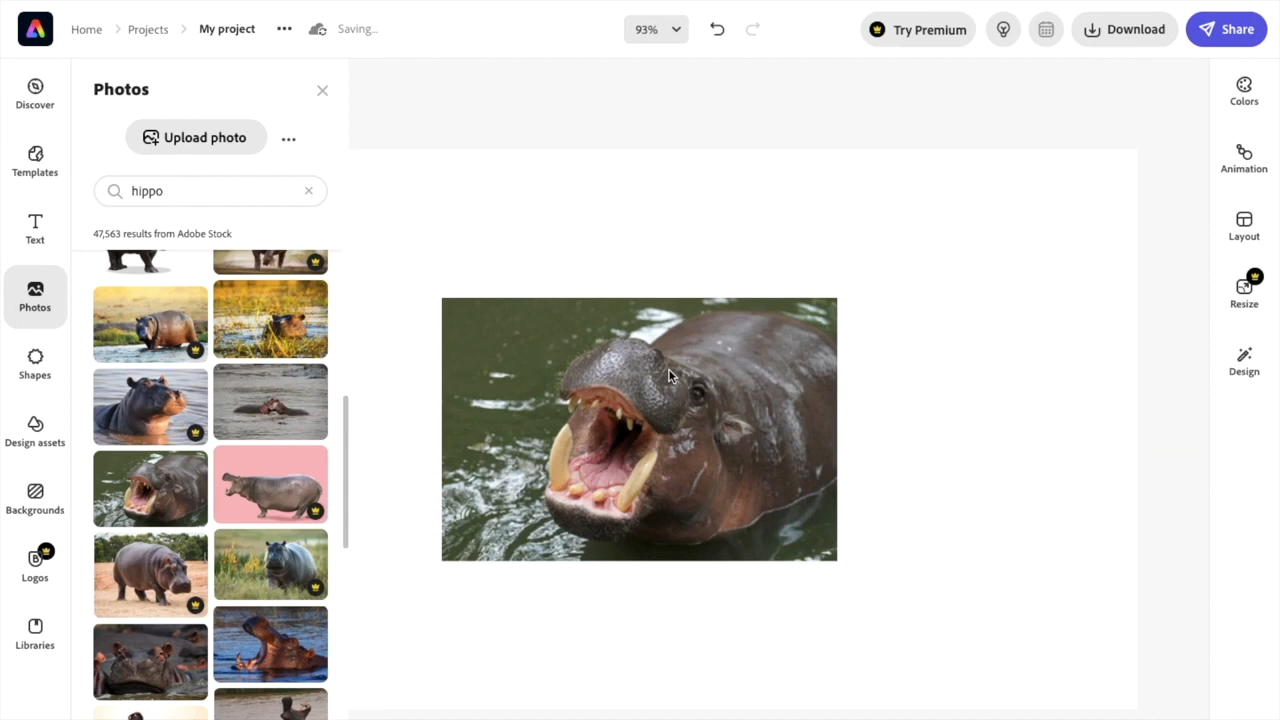 Home
Projects
My project
Saving...
93%
Try Premium
Download
Share
Discover
Templates
Text
Photos
Shapes
Design assets
Backgrounds
Logos
Libraries
Photos
Upload photo
hippo
47,563 results from Adobe Stock
Colors
Animation
Layout
Resize
Design